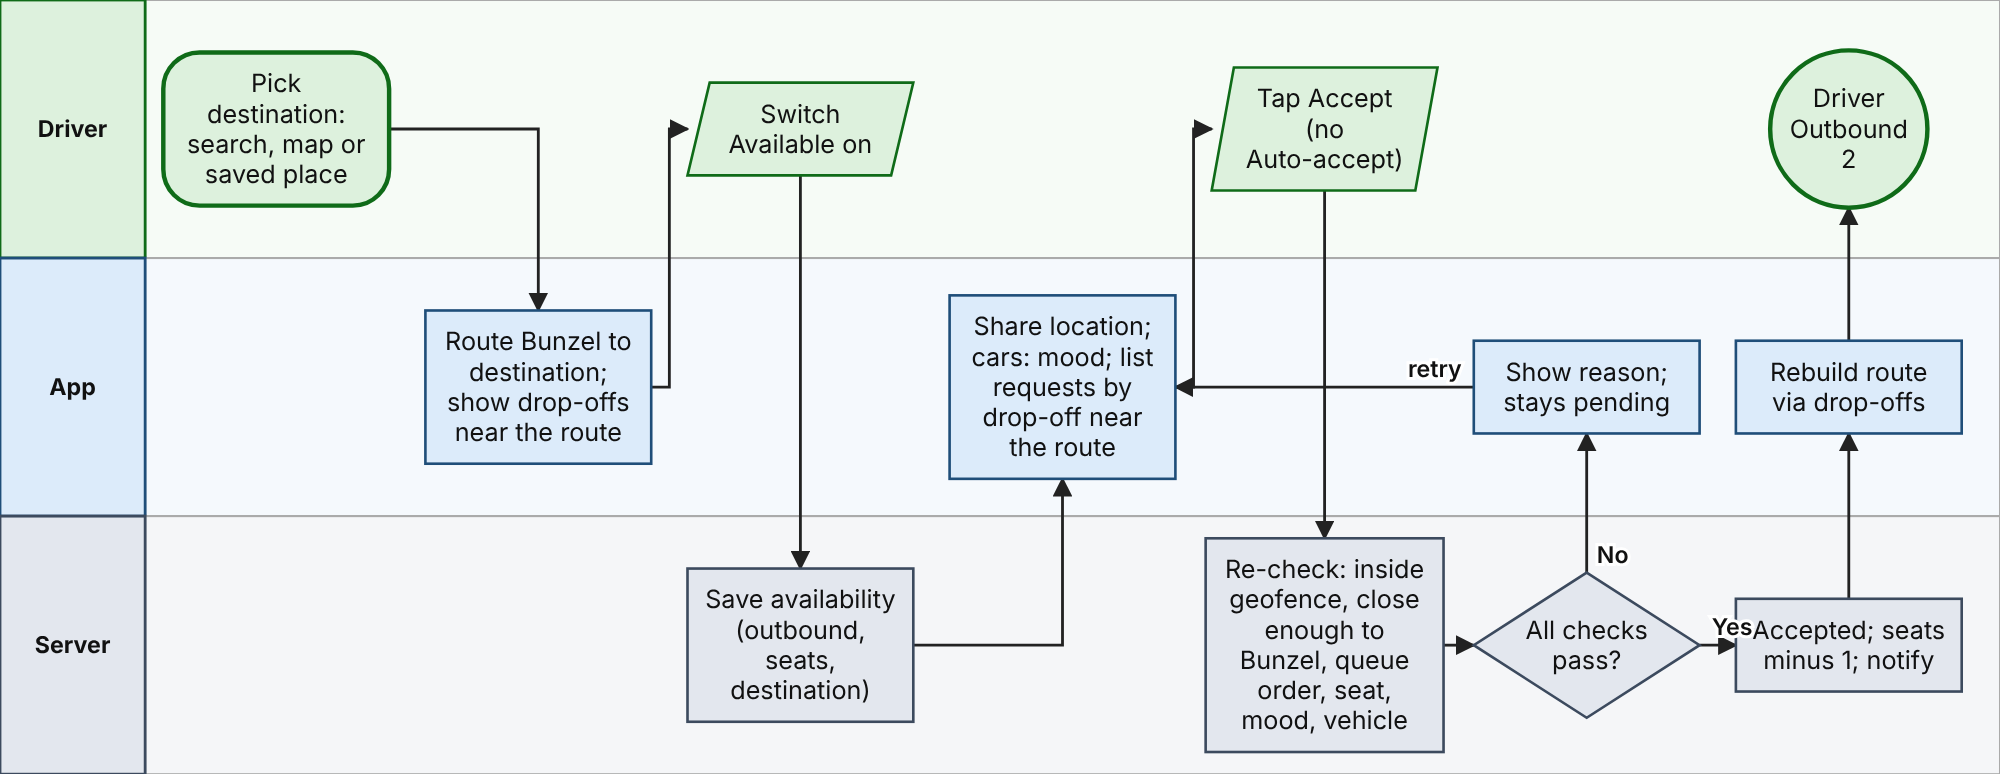 Driver
Pick
destination:
search, map or
saved place
Switch
Available on
Tap Accept
(no
Auto-accept)
Driver
Outbound
2
App
Route Bunzel to
destination;
show drop-offs
near the route
Share location;
cars: mood; list
requests by
drop-off near
the route
retry
Show reason;
stays pending
Rebuild route
via drop-offs
Server
Save availability
(outbound,
seats,
destination)
Re-check: inside
geofence, close
enough to
Bunzel, queue
order, seat,
mood, vehicle
No
All checks
pass?
Yes
Accepted; seats
minus 1; notify